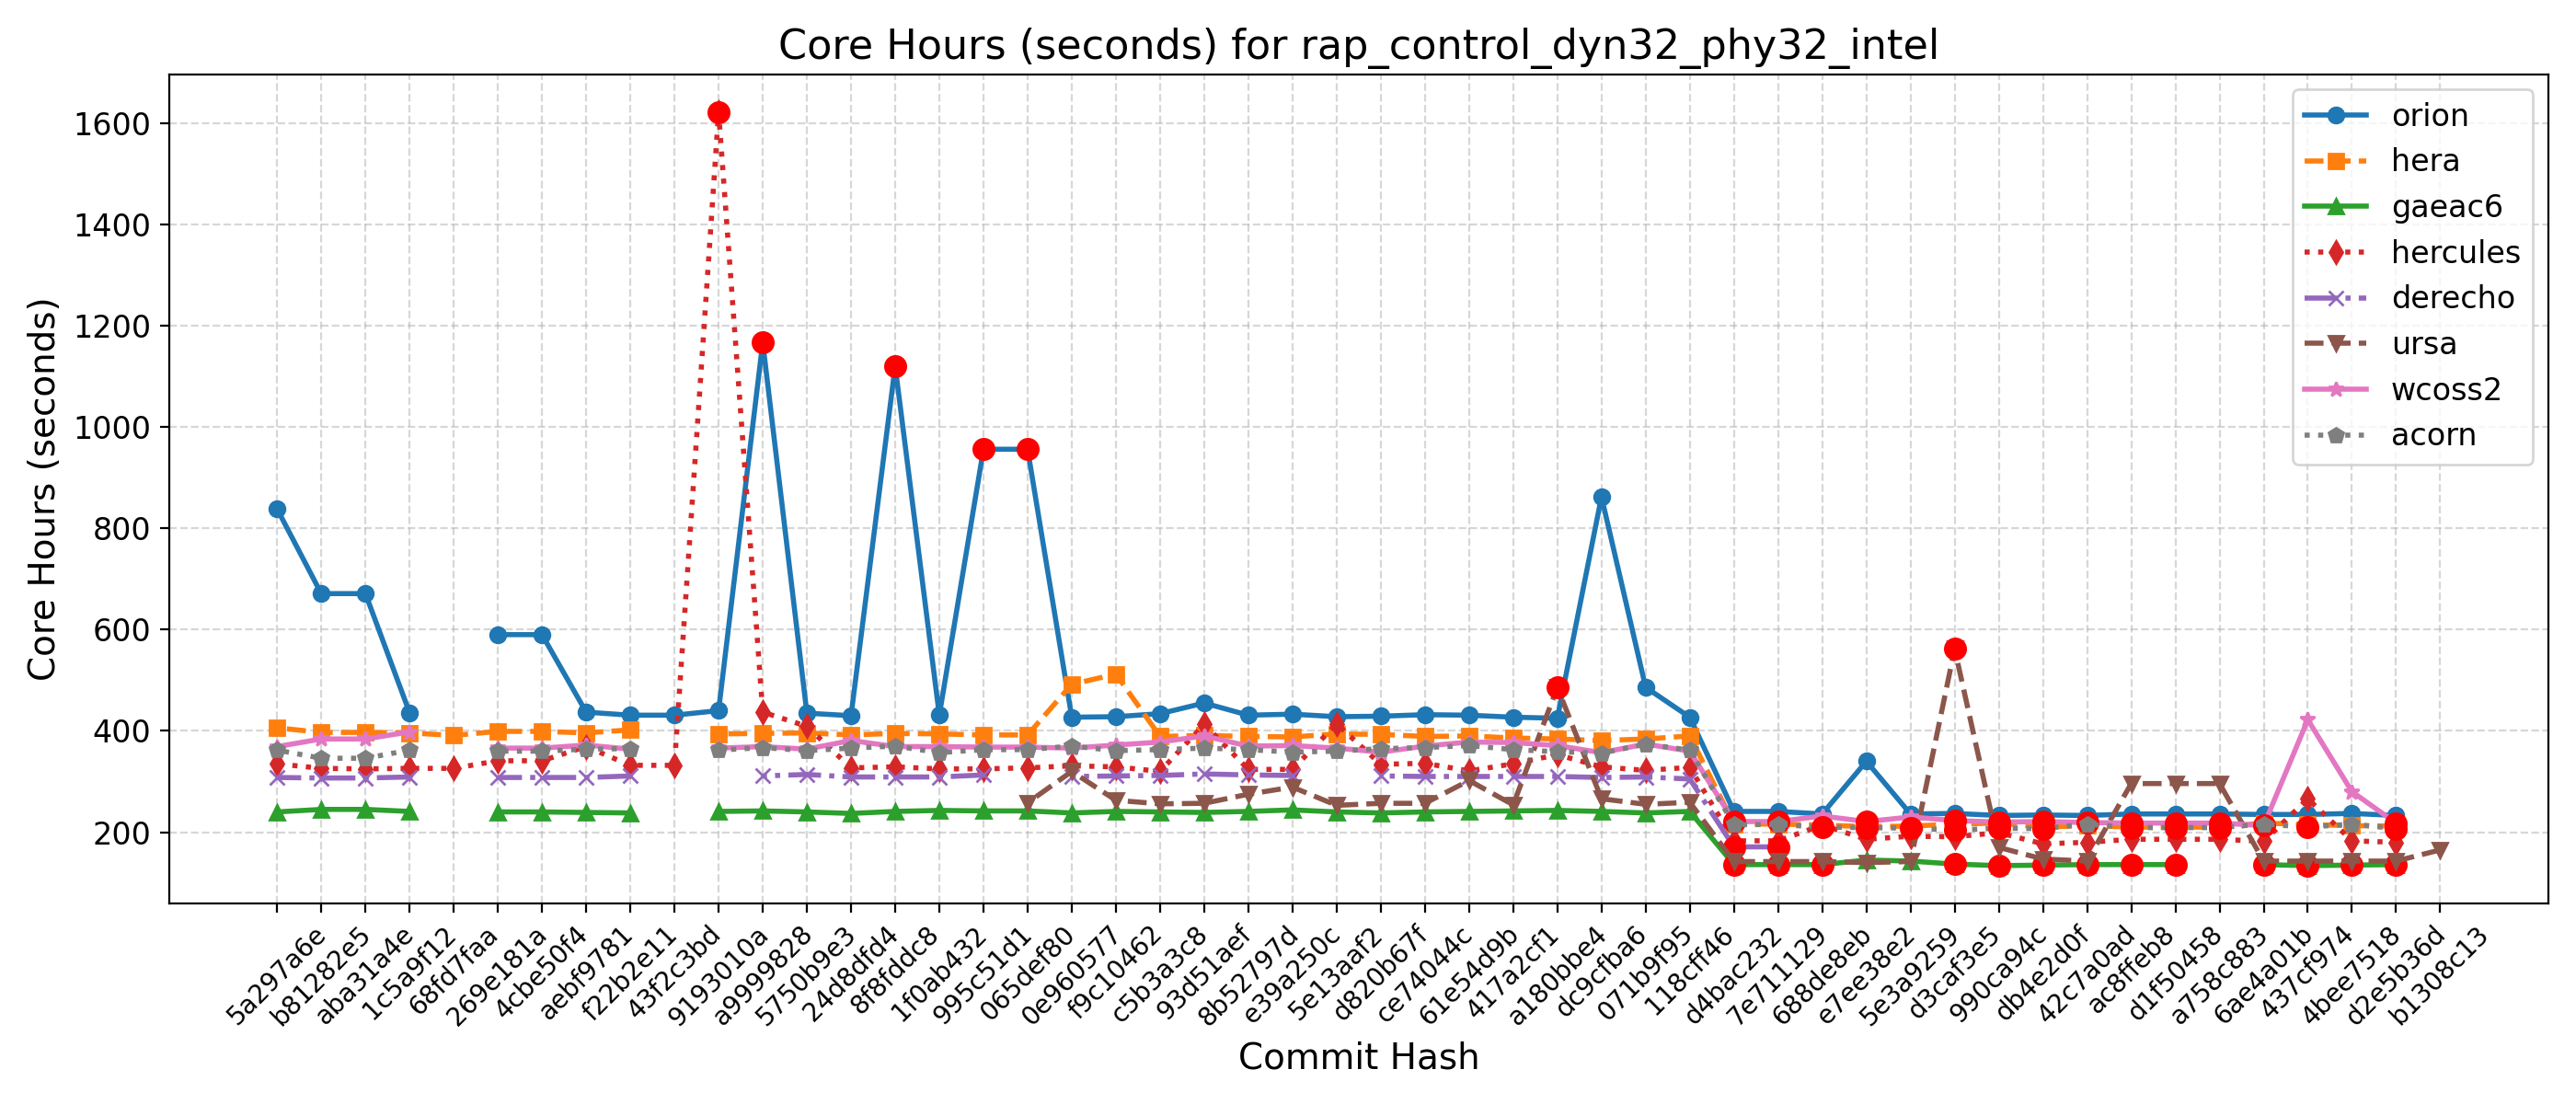 Core Hours (seconds) for rap_control_dyn32_phy32_intel
Core Hours (seconds)
1600
1400
1200
1000
800
600
400
200
orion
hera
gaeac6
hercules
derecho
ursa
wcoss2
acorn
5a297a6e
b81282e5
aba31a4e
1c5a9f12
68fd7faa
269e181a
4cbe50f4
aebf9781
f22b2e11
43f2c3bd
9193010a
a9999828
5750b9e3
24d8dfd4
8f8fddc8
1f0ab432
995c51d1
065def80
0e960577
f9c10462
c5b3a3c8
93d51aef
8b52797d
e39a250c
5e13aaf2
d820b67f
ce74044c
61e54d9b
417a2cf1
a180bbe4
dc9cfba6
071b9f95
118cff46
d4bac232
7e711129
688de8eb
e7ee38e2
5e3a9259
d3caf3e5
990ca94c
db4e2d0f
42c7a0ad
ac8ffeb8
d1f50458
a758c883
6ae4a01b
437cf974
4bee7518
d2e5b36d
b1308c13
Commit Hash